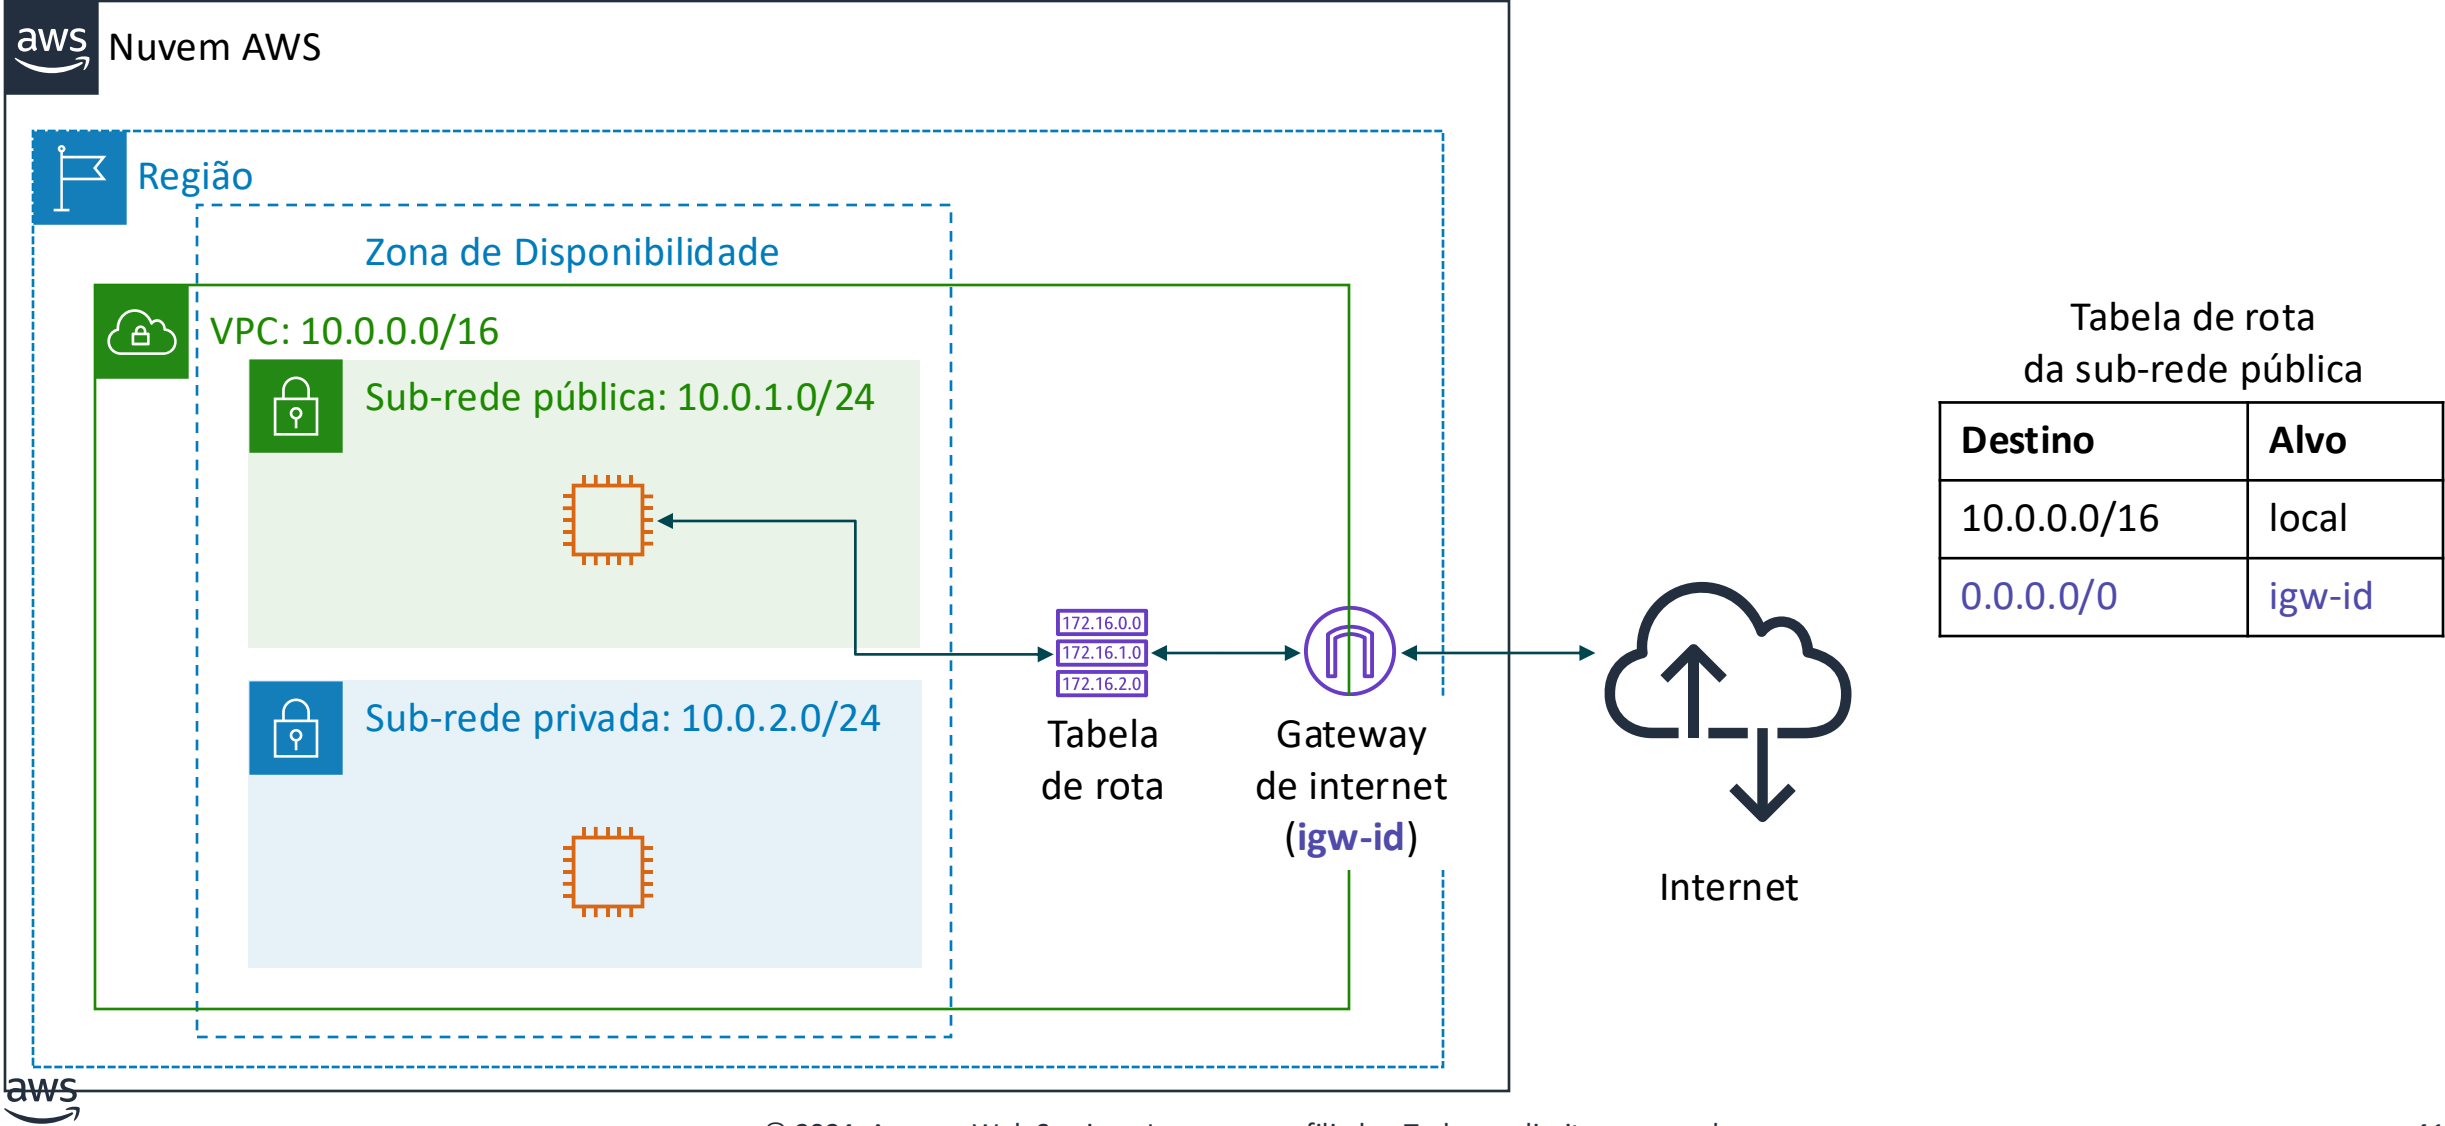 aws
Nuvem AWS
Região
Zona de Disponibilidade
VPC: 10.0.0.0/16
Sub-rede pública: 10.0.1.0/24
Sub-rede privada: 10.0.2.0/24
172.16.0.0
172.16.1.0
172.16.2.0
Tabela
de rota
Gateway
de internet
(igw-id)
Internet
Tabela de rota
da sub-rede pública
Destino Alvo
10.0.0.0/16 local
0.0.0.0/0 igw-id
aws